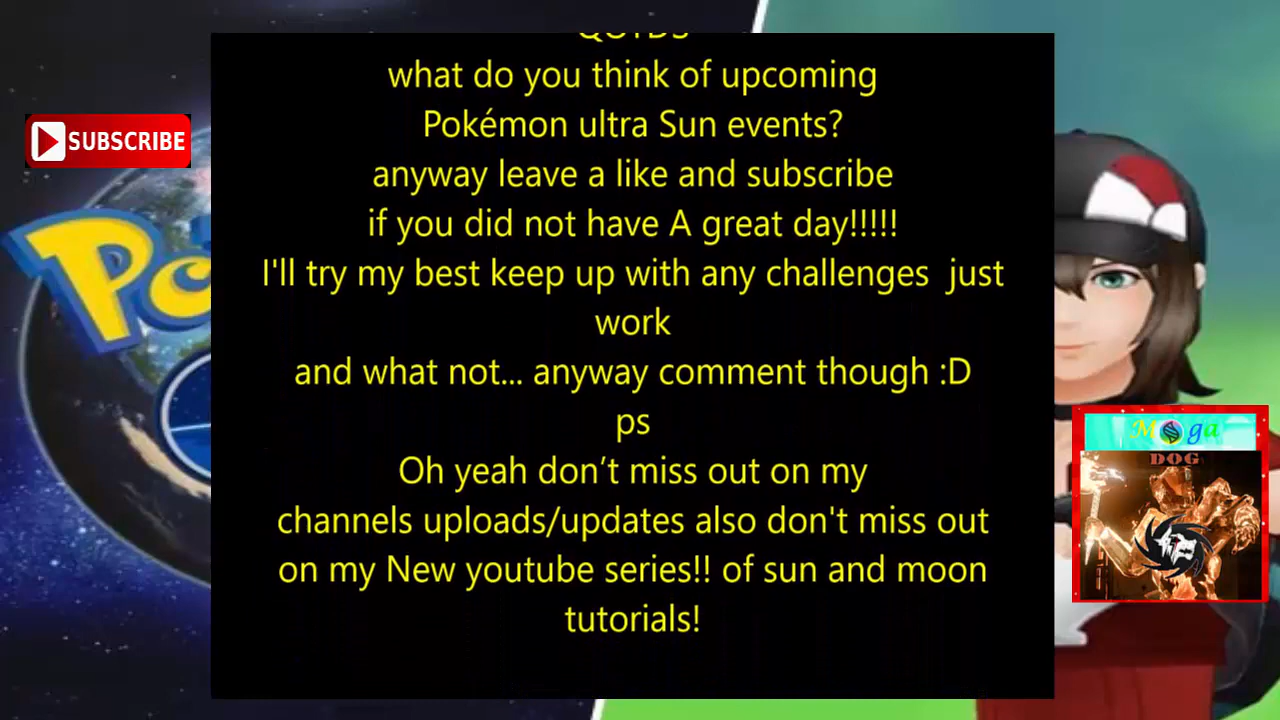 what do you think of upcoming
Pokémon ultra Sun events?
anyway leave a like and subscribe
if you did not have A great day!!!!!
I'll try my best keep up with any challenges  just
work
and what not... anyway comment though :D
ps
Oh yeah don’t miss out on my
channels uploads/updates also don't miss out
on my New youtube series!! of sun and moon
tutorials!
SUBSCRIBE
DOG